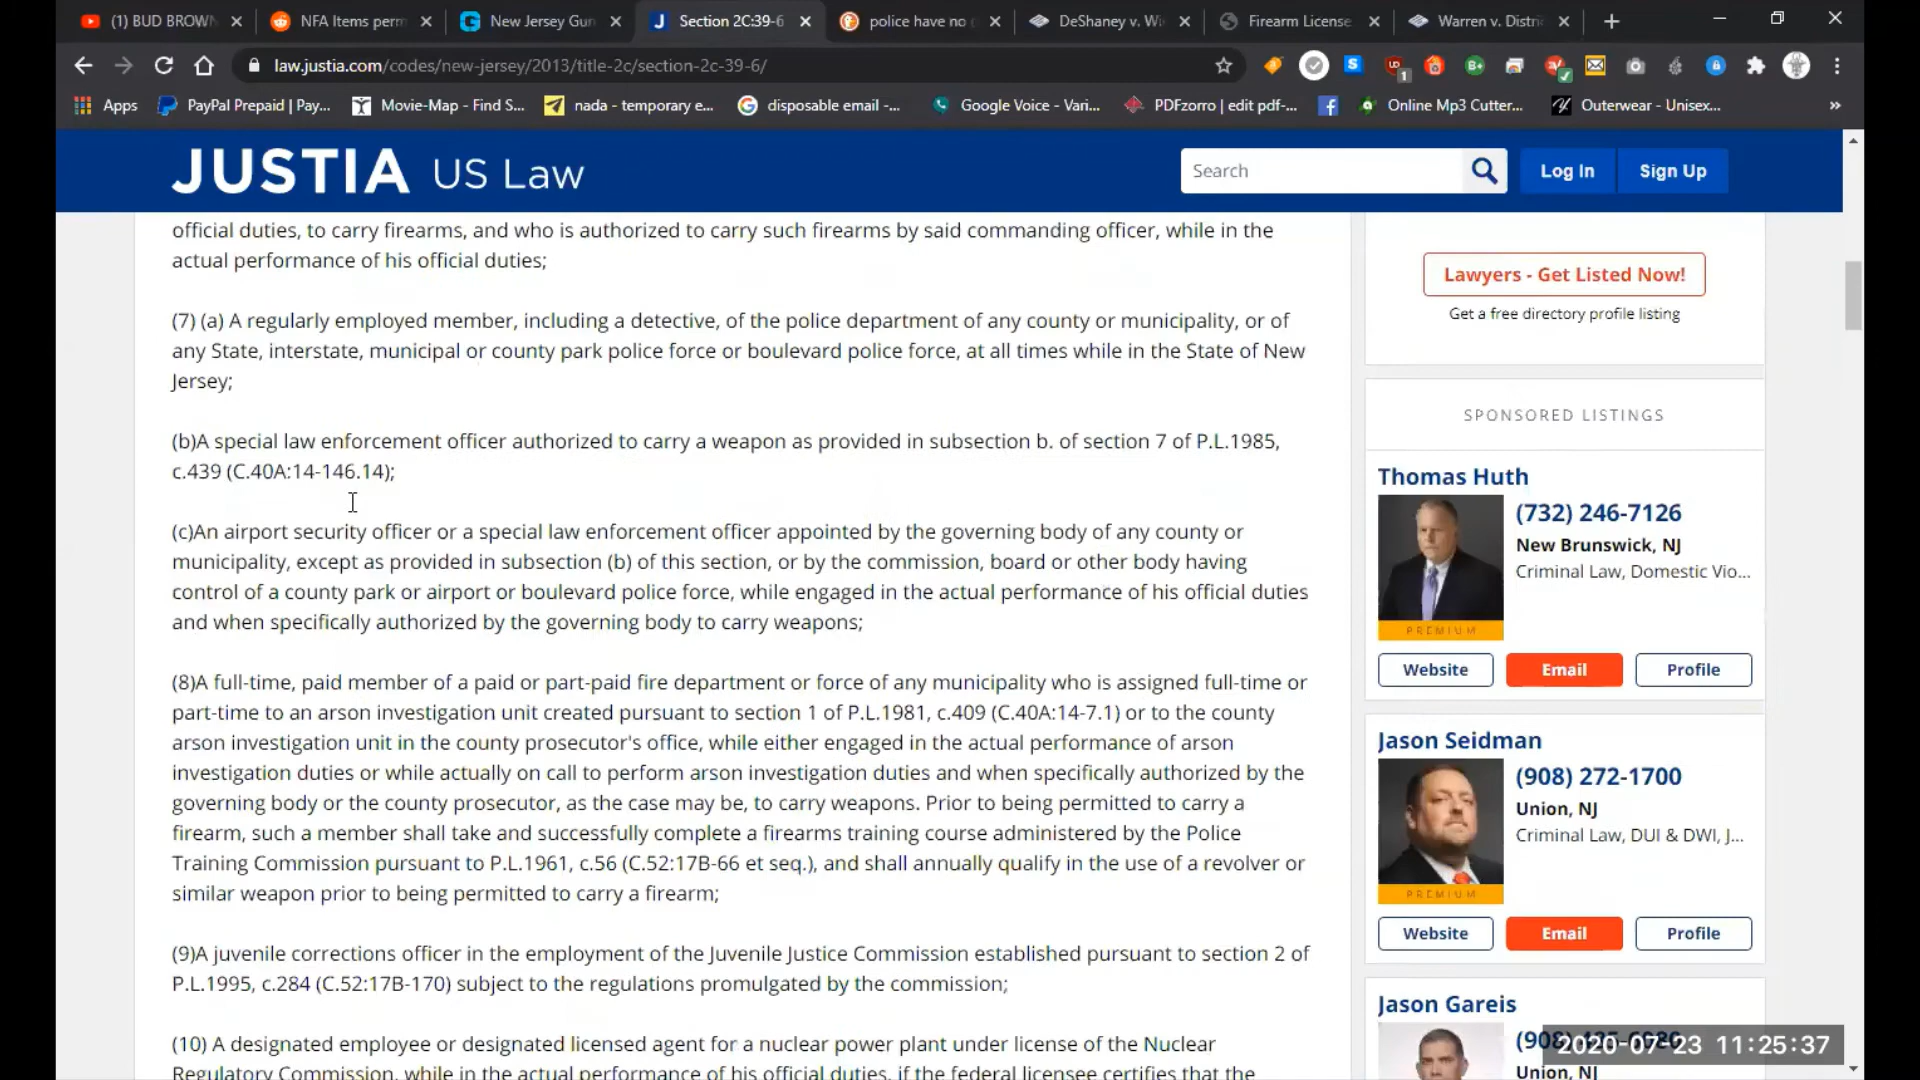 (1) BUD BROWN
NFA Items perm
New Jersey Gun
Section 2C:39-6
police have no
DeShaney v. Wi
Firearm License
Warren v. Distri
law.justia.com/codes/new-jersey/2013/title-2c/section-2c-39-6/
Apps
PayPal Prepaid | Pay...
Movie-Map - Find S...
nada - temporary e...
disposable email -...
Google Voice - Vari...
PDFzorro | edit pdf-...
Online Mp3 Cutter...
Outerwear - Unisex...
JUSTIA US Law
Search
Log In
Sign Up
official duties, to carry firearms, and who is authorized to carry such firearms by said commanding officer, while in the
actual performance of his official duties;
(7) (a) A regularly employed member, including a detective, of the police department of any county or municipality, or of
any State, interstate, municipal or county park police force or boulevard police force, at all times while in the State of New
Jersey;
(b)A special law enforcement officer authorized to carry a weapon as provided in subsection b. of section 7 of P.L.1985,
c.439 (C.40A:14-146.14);
(c)An airport security officer or a special law enforcement officer appointed by the governing body of any county or
municipality, except as provided in subsection (b) of this section, or by the commission, board or other body having
control of a county park or airport or boulevard police force, while engaged in the actual performance of his official duties
and when specifically authorized by the governing body to carry weapons;
(8)A full-time, paid member of a paid or part-paid fire department or force of any municipality who is assigned full-time or
part-time to an arson investigation unit created pursuant to section 1 of P.L.1981, c.409 (C.40A:14-7.1) or to the county
arson investigation unit in the county prosecutor's office, while either engaged in the actual performance of arson
investigation duties or while actually on call to perform arson investigation duties and when specifically authorized by the
governing body or the county prosecutor, as the case may be, to carry weapons. Prior to being permitted to carry a
firearm, such a member shall take and successfully complete a firearms training course administered by the Police
Training Commission pursuant to P.L.1961, c.56 (C.52:17B-66 et seq.), and shall annually qualify in the use of a revolver or
similar weapon prior to being permitted to carry a firearm;
(9)A juvenile corrections officer in the employment of the Juvenile Justice Commission established pursuant to section 2 of
P.L.1995, c.284 (C.52:17B-170) subject to the regulations promulgated by the commission;
(10) A designated employee or designated licensed agent for a nuclear power plant under license of the Nuclear
Regulatory Commission, while in the actual performance of his official duties, if the federal licensee certifies that the
Lawyers - Get Listed Now!
Get a free directory profile listing
SPONSORED LISTINGS
Thomas Huth
(732) 246-7126
New Brunswick, NJ
Criminal Law, Domestic Vio...
PREMIUM
Website
Email
Profile
Jason Seidman
(908) 272-1700
Union, NJ
Criminal Law, DUI & DWI, J...
PREMIUM
Website
Email
Profile
Jason Gareis
(908)
2020-07-23 11:25:37
Union, NJ